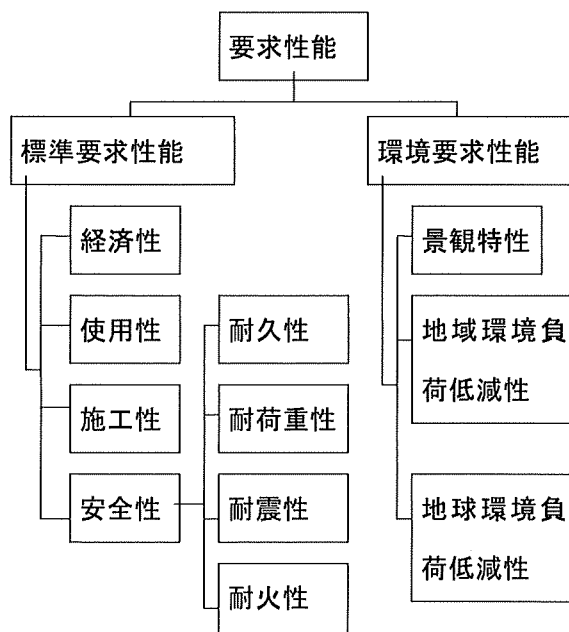 要求性能
標準要求性能
経済性
使用性
施工性
安全性
耐久性
耐荷重性
耐震性
耐火性
環境要求性能
景観特性
地域環境負
荷低減性
地球環境負
荷低減性